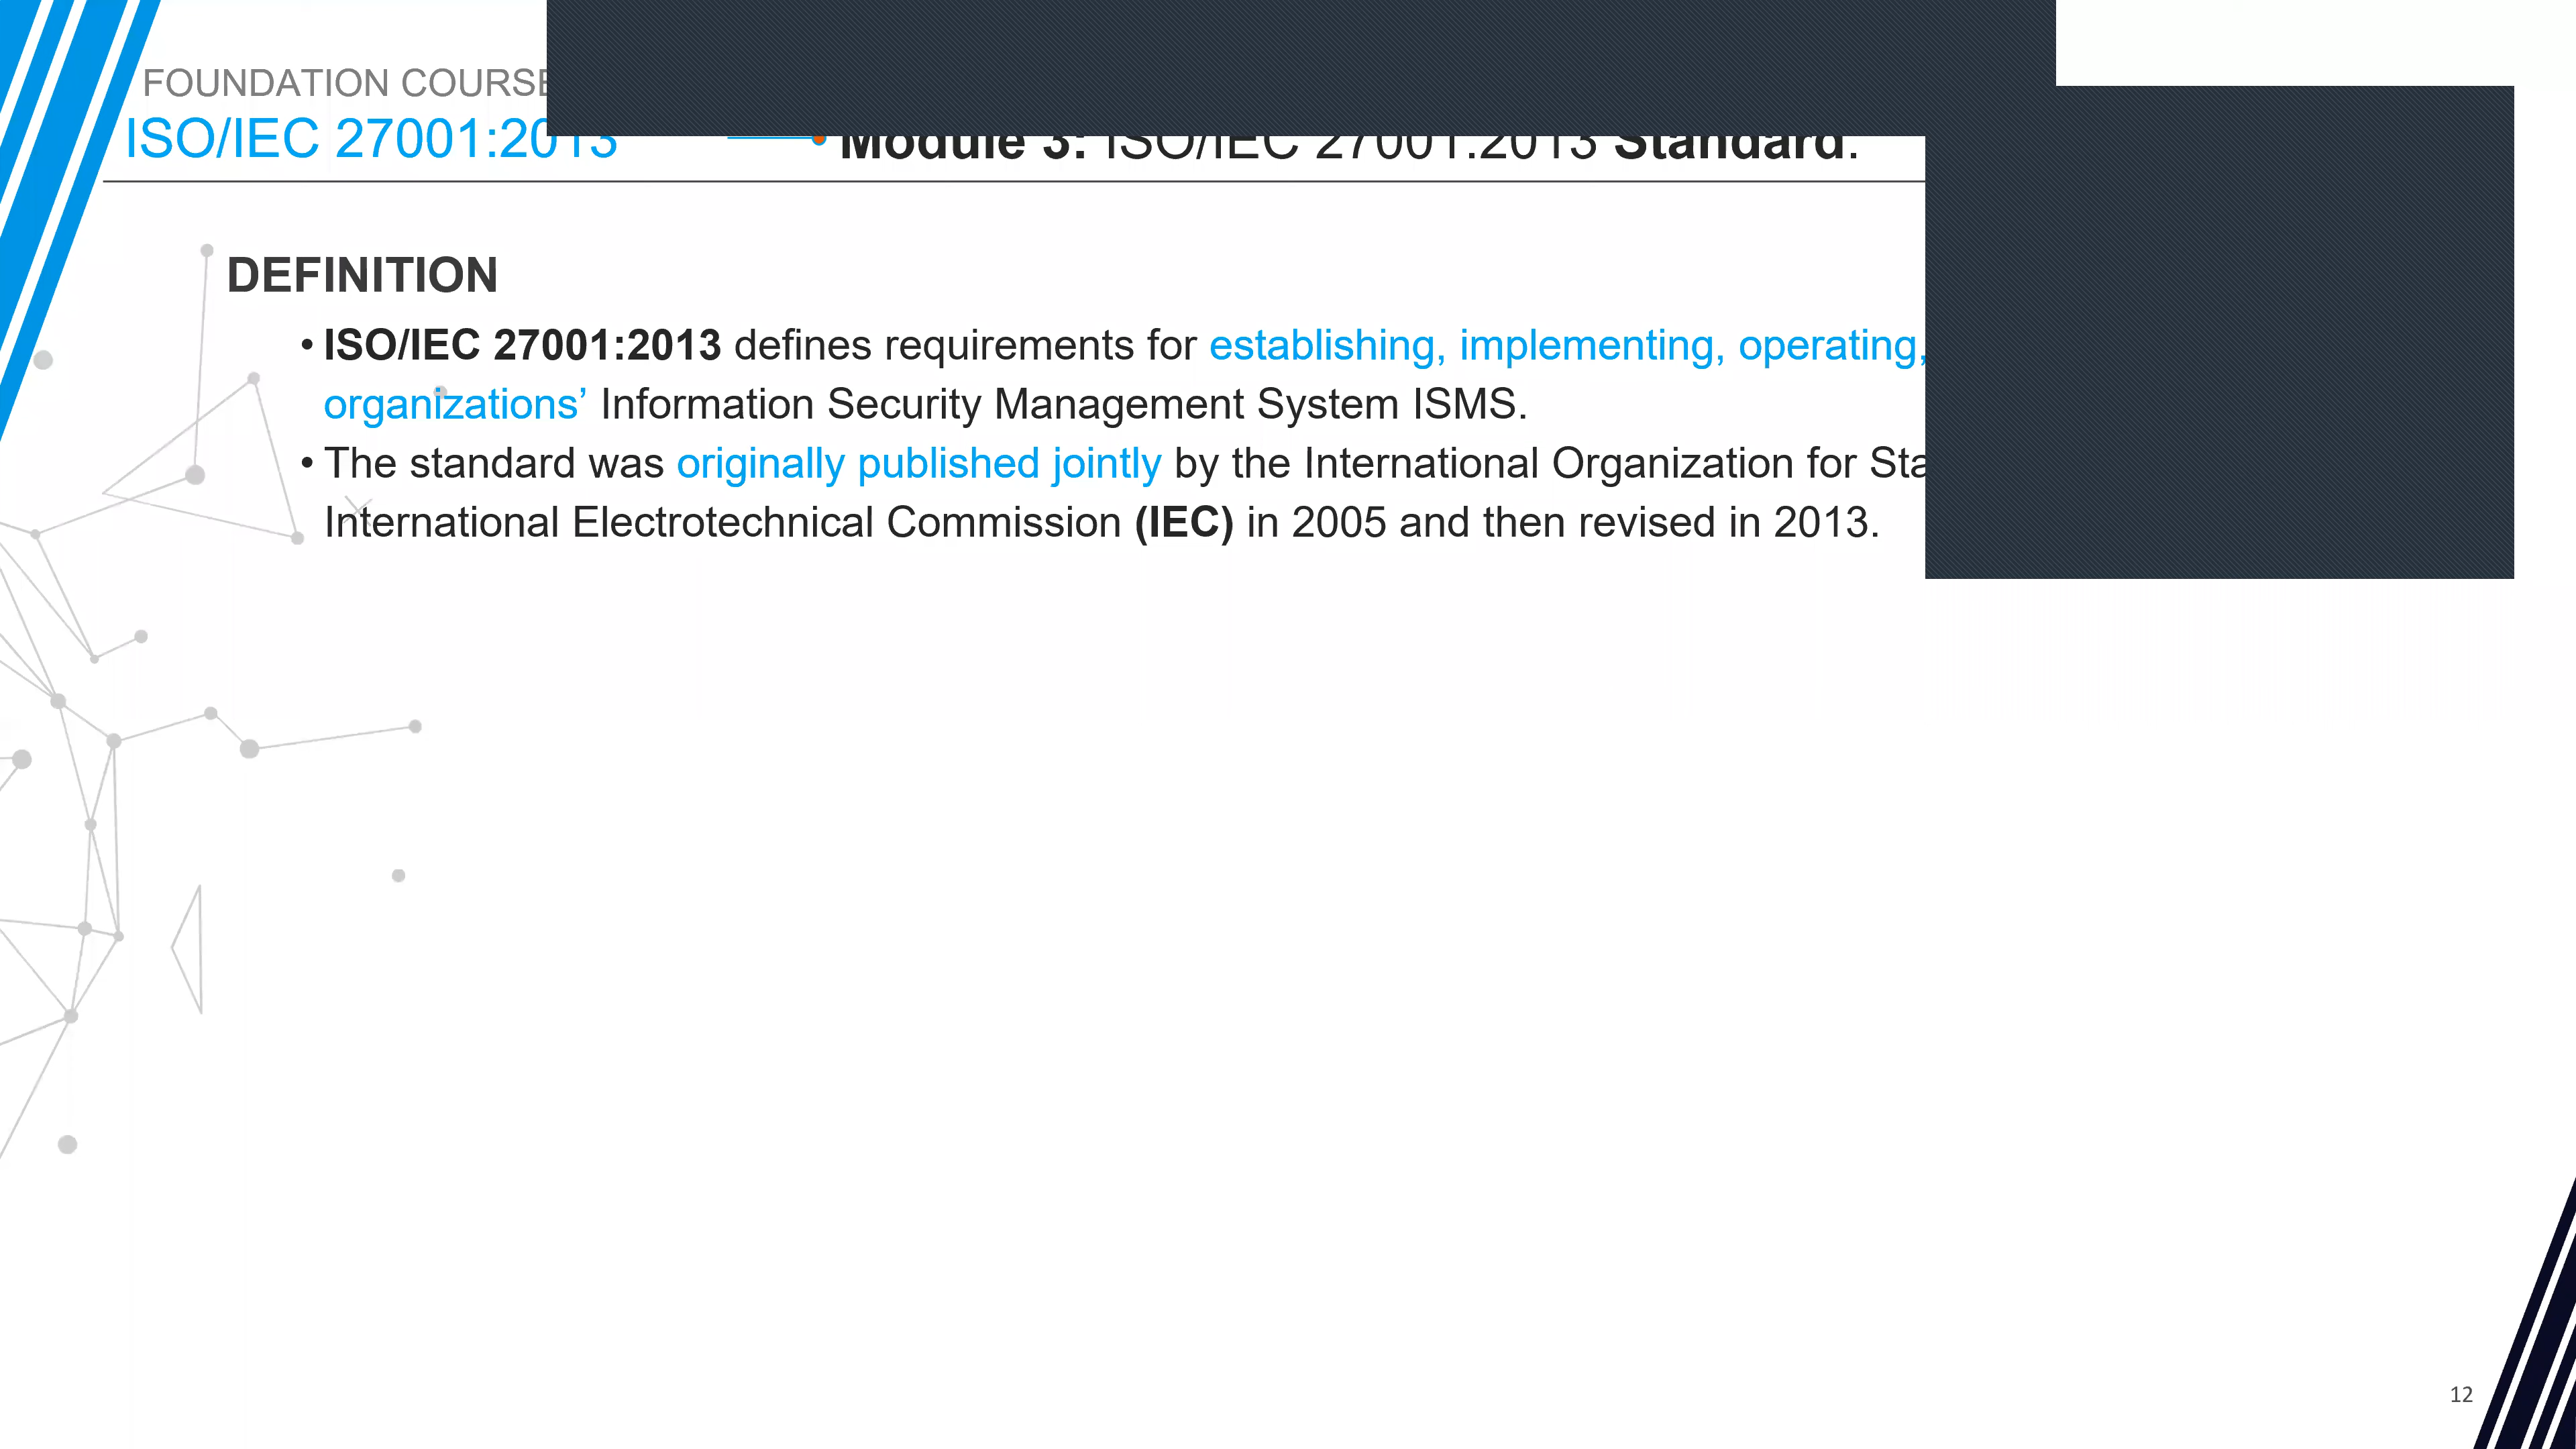 FOUNDATION COURSE
ISO/IEC 27001:2013
• Module 3: ISO/IEC 27001:2013 Standard.
DEFINITION
• ISO/IEC 27001:2013 defines requirements for establishing, implementing, operating,
organizations’ Information Security Management System ISMS.
• The standard was originally published jointly by the International Organization for
International Electrotechnical Commission (IEC) in 2005 and then revised in 2013.
12